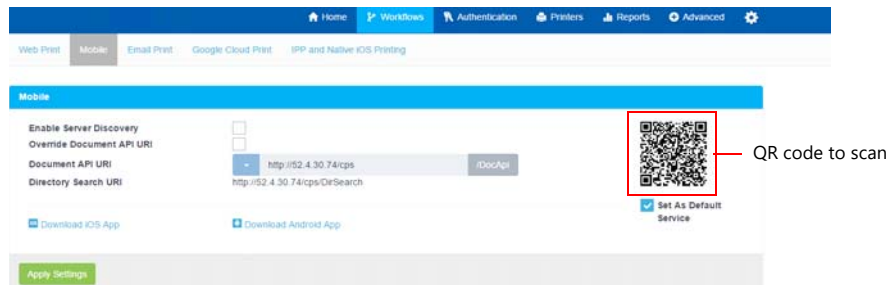 Home Workflows Authentication Printers Reports Advanced
Web Print Mobile Email Print Google Cloud Print IPP and Native iOS Printing
Mobile
Enable Server Discovery
Override Document API URI
Document API URI - http://52.4.30.74/cps /DocApi
Directory Search URI http://52.4.30.74/cps/DirSearch
QR code to scan
Set As Default
Service
Download iOS App Download Android App
Apply Settings